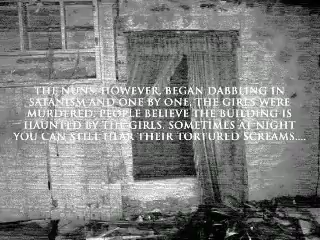 THE NUNS, HOWEVER, BEGAN DABBLING IN
SATANISM AND ONE BY ONE, THE GIRLS WERE
MURDERED. PEOPLE BELIEVE THE BUILDING IS
HAUNTED BY THE GIRLS. SOMETIMES AT NIGHT
YOU CAN STILL HEAR THEIR TORTURED SCREAMS....